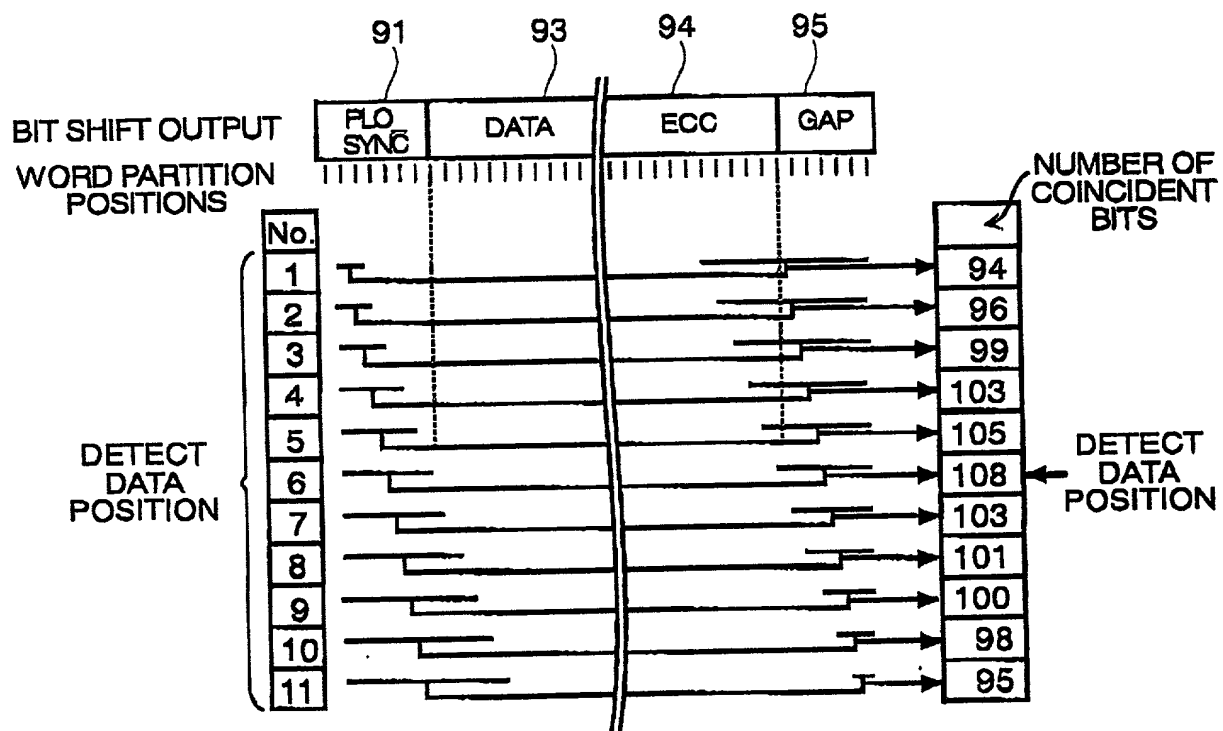 91 93 94 95
BIT SHIFT OUTPUT
PLO SYNC
DATA
ECC
GAP
WORD PARTITION
POSITIONS
NUMBER OF
COINCIDENT
BITS
No.
1 94
2 96
3 99
4 103
5 105
6 108
7 103
8 101
9 100
10 98
11 95
DETECT
DATA
POSITION
DETECT
DATA
POSITION